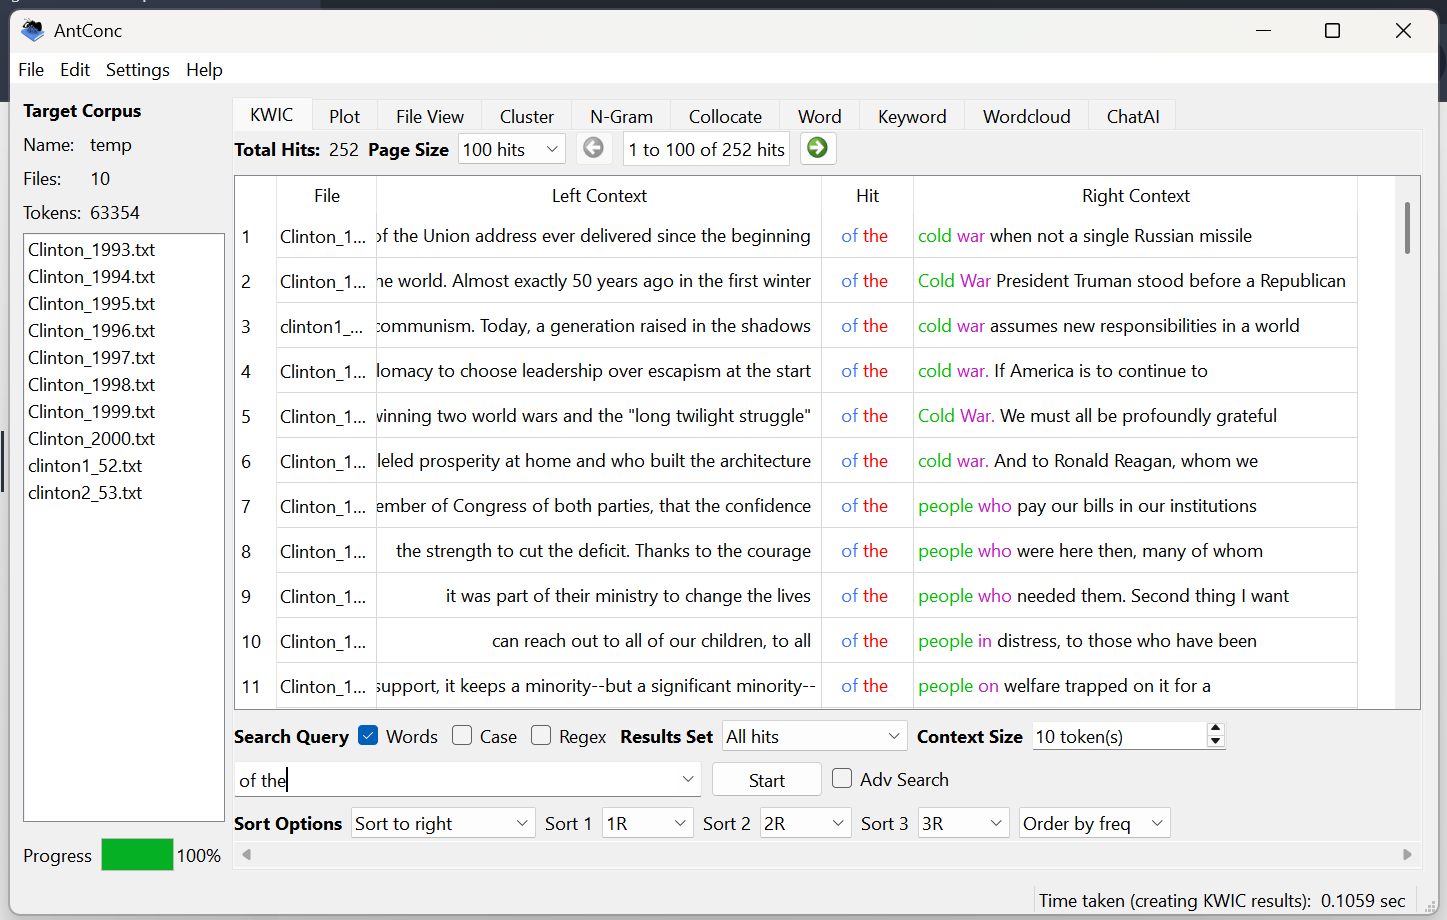 AntConc
File Edit Settings Help
Target Corpus
Name: temp
Files: 10
Tokens: 63354
Clinton_1993.txt
Clinton_1994.txt
Clinton_1995.txt
Clinton_1996.txt
Clinton_1997.txt
Clinton_1998.txt
Clinton_1999.txt
Clinton_2000.txt
clinton1_52.txt
clinton2_53.txt
Progress 100%
KWIC Plot File View Cluster N-Gram Collocate Word Keyword Wordcloud ChatAI
Total Hits: 252 Page Size 100 hits 1 to 100 of 252 hits
File Left Context Hit Right Context
1 Clinton_1... of the Union address ever delivered since the beginning of the cold war when not a single Russian missile
2 Clinton_1... world. Almost exactly 50 years ago in the first winter of the Cold War President Truman stood before a Republican
3 clinton1_... communism. Today, a generation raised in the shadows of the cold war assumes new responsibilities in a world
4 Clinton_1... to choose leadership over escapism at the start of the cold war. If America is to continue to
5 Clinton_1... winning two world wars and the "long twilight struggle" of the Cold War. We must all be profoundly grateful
6 Clinton_1... leled prosperity at home and who built the architecture of the cold war. And to Ronald Reagan, whom we
7 Clinton_1... ember of Congress of both parties, that the confidence of the people who pay our bills in our institutions
8 Clinton_1... the strength to cut the deficit. Thanks to the courage of the people who were here then, many of whom
9 Clinton_1... it was part of their ministry to change the lives of the people who needed them. Second thing I want
10 Clinton_1... can reach out to all of our children, to all of the people in distress, to those who have been
11 Clinton_1... support, it keeps a minority--but a significant minority-- of the people on welfare trapped on it for a
Search Query Words Case Regex Results Set All hits Context Size 10 token(s)
of the Start Adv Search
Sort Options Sort to right Sort 1 1R Sort 2 2R Sort 3 3R Order by freq
Time taken (creating KWIC results): 0.1059 sec